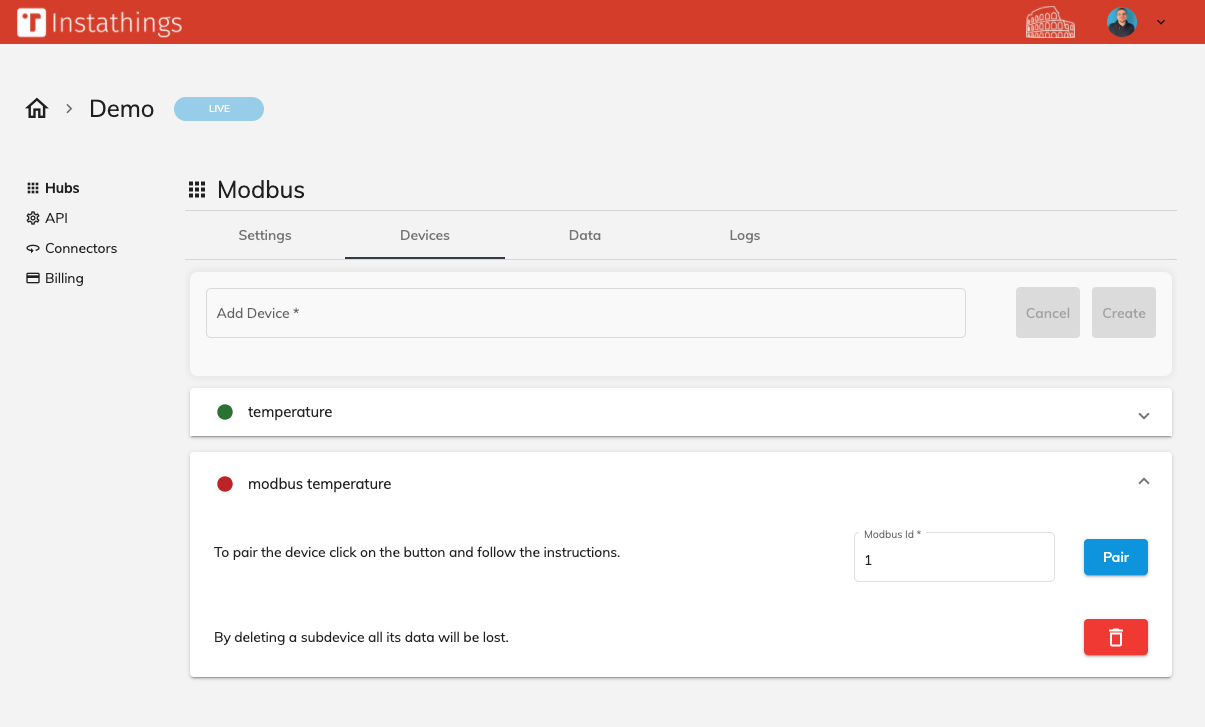 Instathings
Demo
LIVE
Hubs
API
Connectors
Billing
Modbus
Settings
Devices
Data
Logs
Add Device *
Cancel
Create
temperature
modbus temperature
To pair the device click on the button and follow the instructions.
Modbus Id *
1
Pair
By deleting a subdevice all its data will be lost.